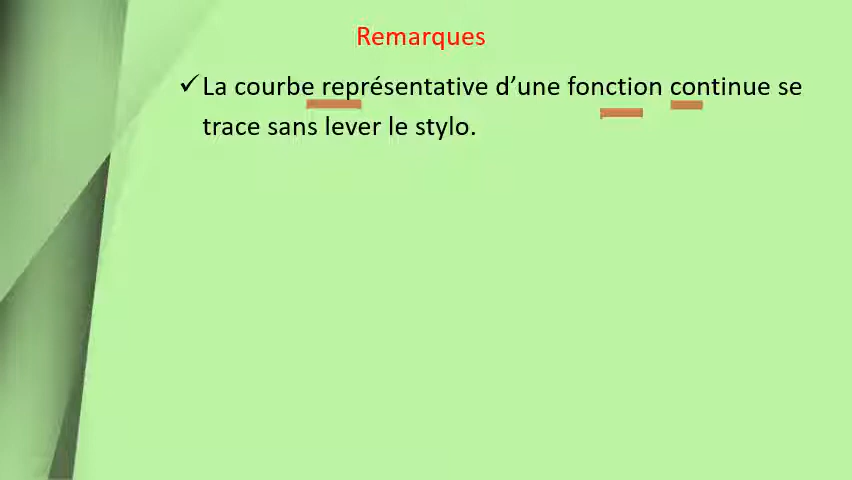 Remarques
✓La courbe représentative d’une fonction continue se
trace sans lever le stylo.